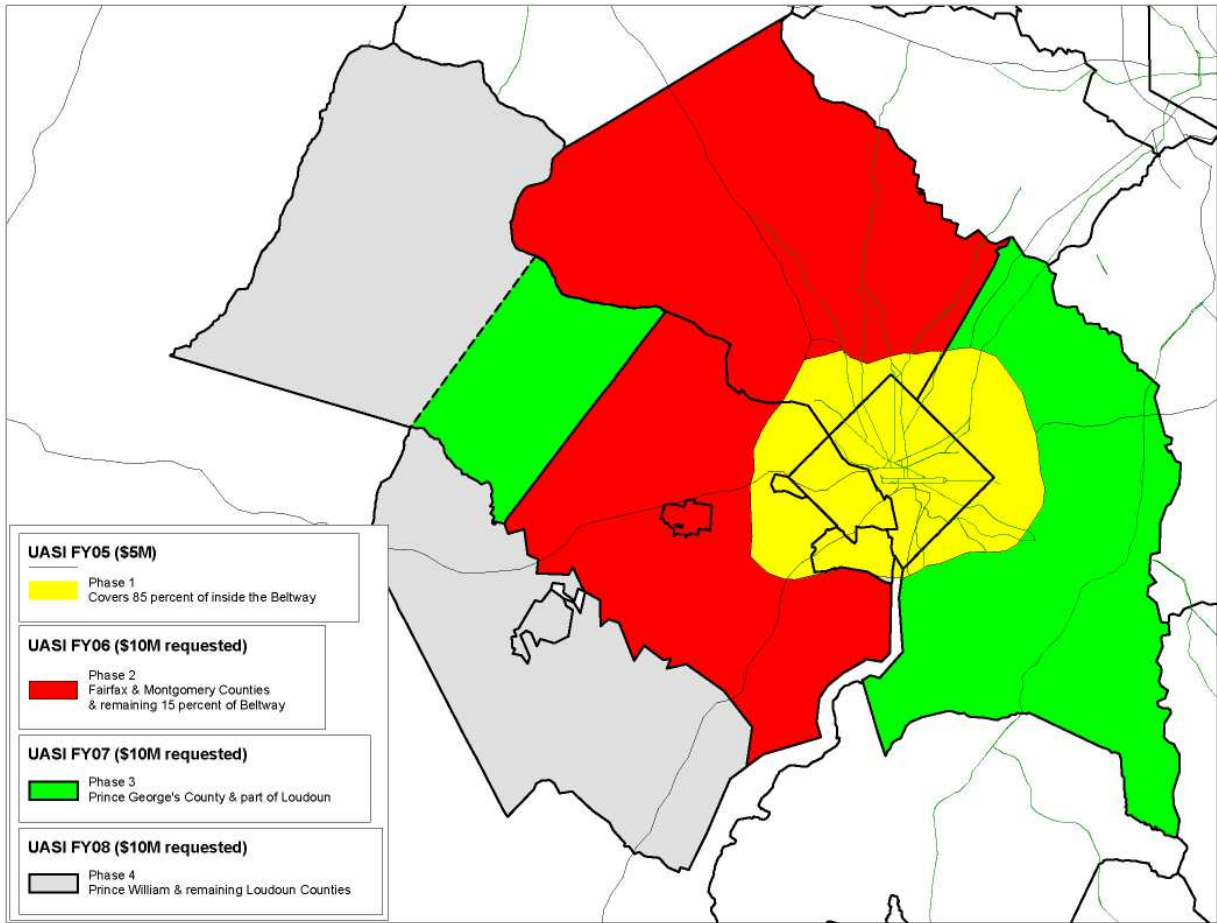 UASI FY05 ($5M)
Phase 1
Covers 85 percent of inside the Beltway
UASI FY06 ($10M requested)
Phase 2
Fairfax & Montgomery Counties
& remaining 15 percent of Beltway
UASI FY07 ($10M requested)
Phase 3
Prince George's County & part of Loudoun
UASI FY08 ($10M requested)
Phase 4
Prince William & remaining Loudoun Counties